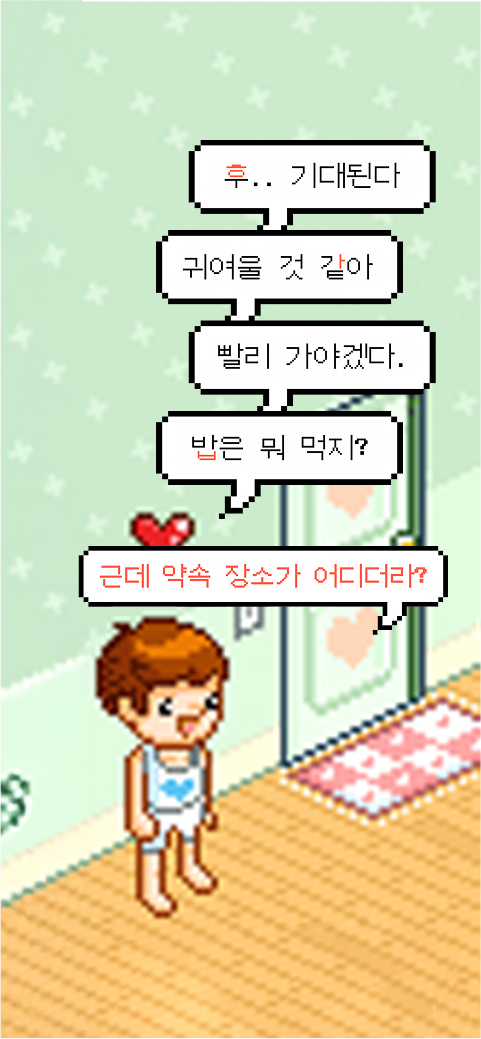 후.. 기대된다
귀여울 것 같아
빨리 가야겠다.
밥은 뭐 먹지?
근데 약속 장소가 어디더라?